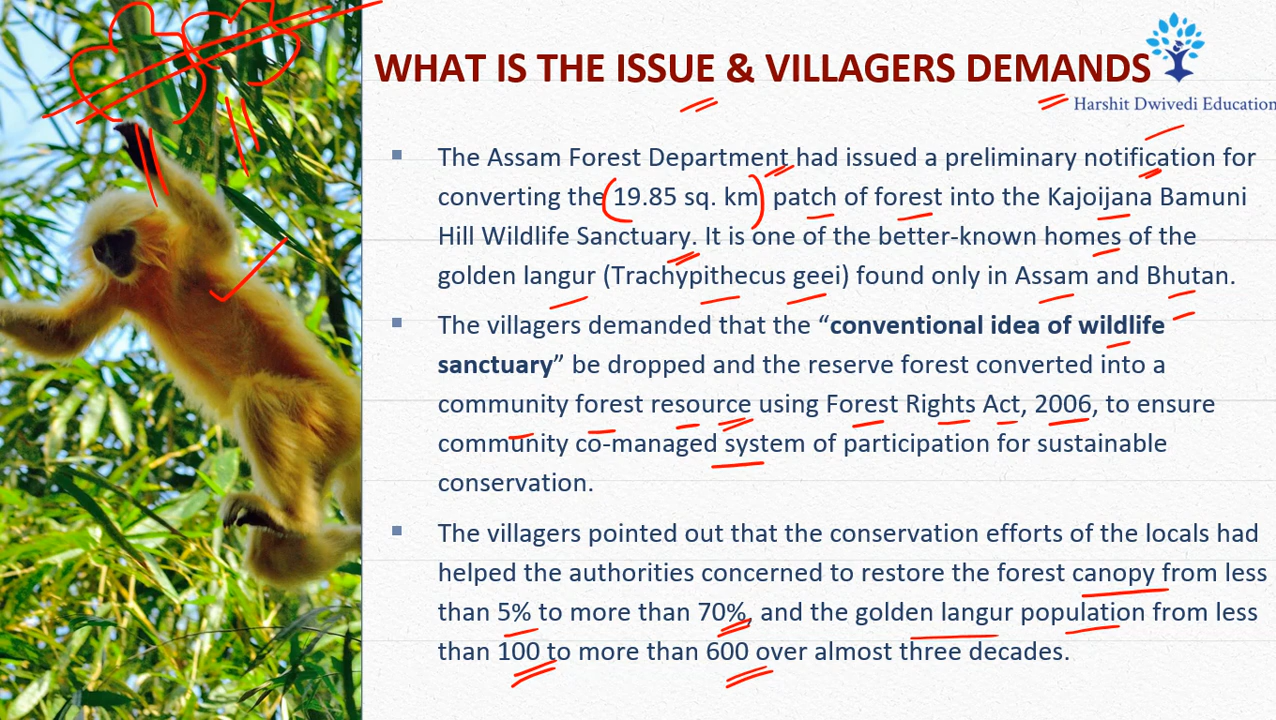 WHAT IS THE ISSUE & VILLAGERS DEMANDS
Harshit Dwivedi Education
▪ The Assam Forest Department had issued a preliminary notification for
converting the 19.85 sq. km patch of forest into the Kajoijana Bamuni
Hill Wildlife Sanctuary. It is one of the better-known homes of the
golden langur (Trachypithecus geei) found only in Assam and Bhutan.
▪ The villagers demanded that the “conventional idea of wildlife
sanctuary” be dropped and the reserve forest converted into a
community forest resource using Forest Rights Act, 2006, to ensure
community co-managed system of participation for sustainable
conservation.
▪ The villagers pointed out that the conservation efforts of the locals had
helped the authorities concerned to restore the forest canopy from less
than 5% to more than 70%, and the golden langur population from less
than 100 to more than 600 over almost three decades.